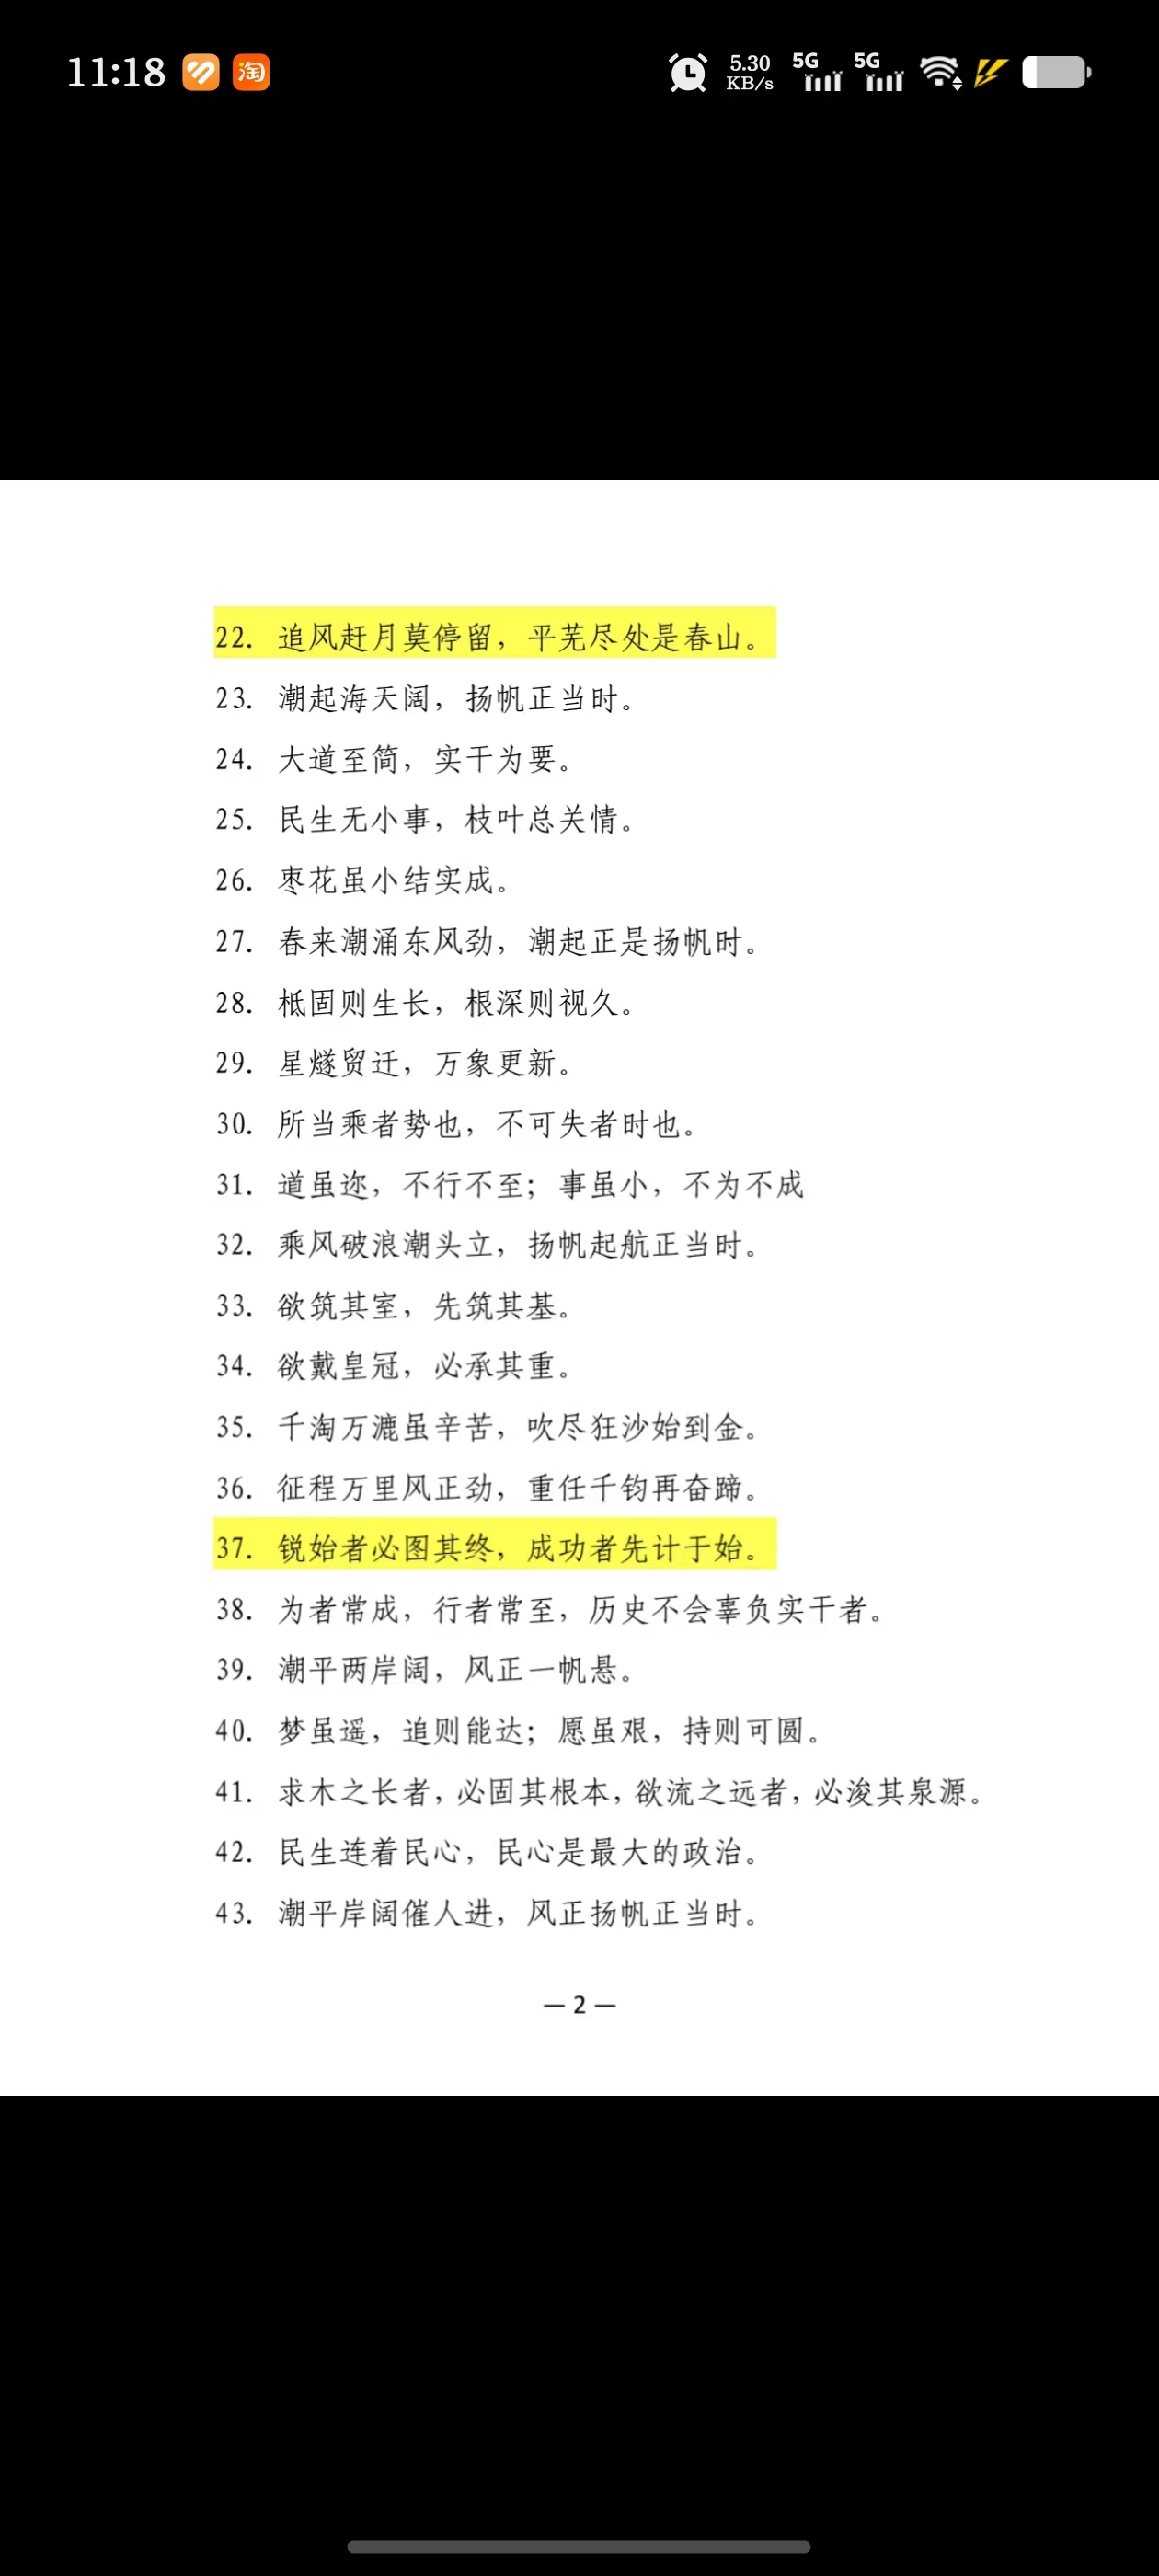 11:18
淘
5.30
KB/s
5G
5G
22. 追风赶月莫停留，平芜尽处是春山。
23. 潮起海天阔，扬帆正当时。
24. 大道至简，实干为要。
25. 民生无小事，枝叶总关情。
26. 枣花虽小结实成。
27. 春来潮涌东风劲，潮起正是扬帆时。
28. 柢固则生长，根深则视久。
29. 星燧贸迁，万象更新。
30. 所当乘者势也，不可失者时也。
31. 道虽迩，不行不至；事虽小，不为不成
32. 乘风破浪潮头立，扬帆起航正当时。
33. 欲筑其室，先筑其基。
34. 欲戴皇冠，必承其重。
35. 千淘万漉虽辛苦，吹尽狂沙始到金。
36. 征程万里风正劲，重任千钧再奋蹄。
37. 锐始者必图其终，成功者先计于始。
38. 为者常成，行者常至，历史不会辜负实干者。
39. 潮平两岸阔，风正一帆悬。
40. 梦虽遥，追则能达；愿虽艰，持则可圆。
41. 求木之长者，必固其根本，欲流之远者，必浚其泉源。
42. 民生连着民心，民心是最大的政治。
43. 潮平岸阔催人进，风正扬帆正当时。
— 2 —